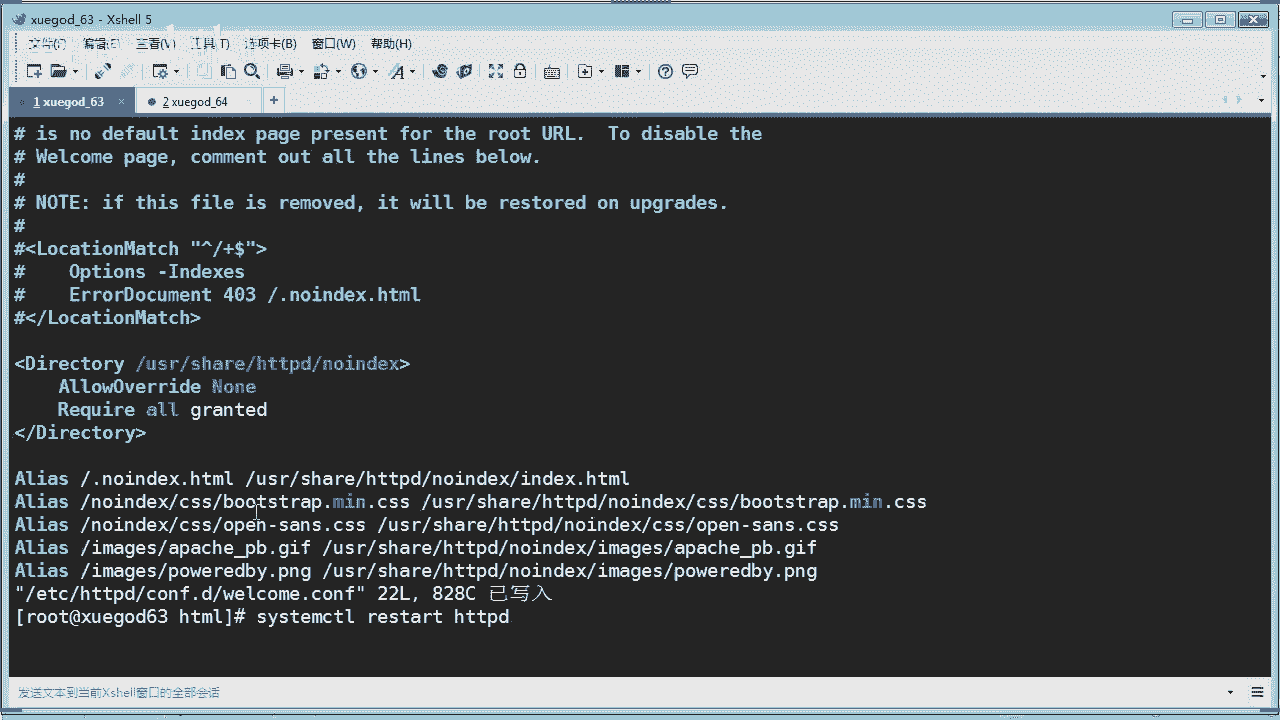 xuegod_63 - Xshell 5
文件(F) 编辑(E) 查看(V) 工具(T) 选项卡(B) 窗口(W) 帮助(H)
1 xuegod_63 × 2 xuegod_64 +
# is no default index page present for the root URL.  To disable the
# Welcome page, comment out all the lines below.
#
# NOTE: if this file is removed, it will be restored on upgrades.
#
#<LocationMatch "^/+$">
#    Options -Indexes
#    ErrorDocument 403 /.noindex.html
#</LocationMatch>
<Directory /usr/share/httpd/noindex>
    AllowOverride None
    Require all granted
</Directory>
Alias /.noindex.html /usr/share/httpd/noindex/index.html
Alias /noindex/css/bootstrap.min.css /usr/share/httpd/noindex/css/bootstrap.min.css
Alias /noindex/css/open-sans.css /usr/share/httpd/noindex/css/open-sans.css
Alias /images/apache_pb.gif /usr/share/httpd/noindex/images/apache_pb.gif
Alias /images/poweredby.png /usr/share/httpd/noindex/images/poweredby.png
"/etc/httpd/conf.d/welcome.conf" 22L, 828C 已写入
[root@xuegod63 html]# systemctl restart httpd
发送文本到当前Xshell窗口的全部会话